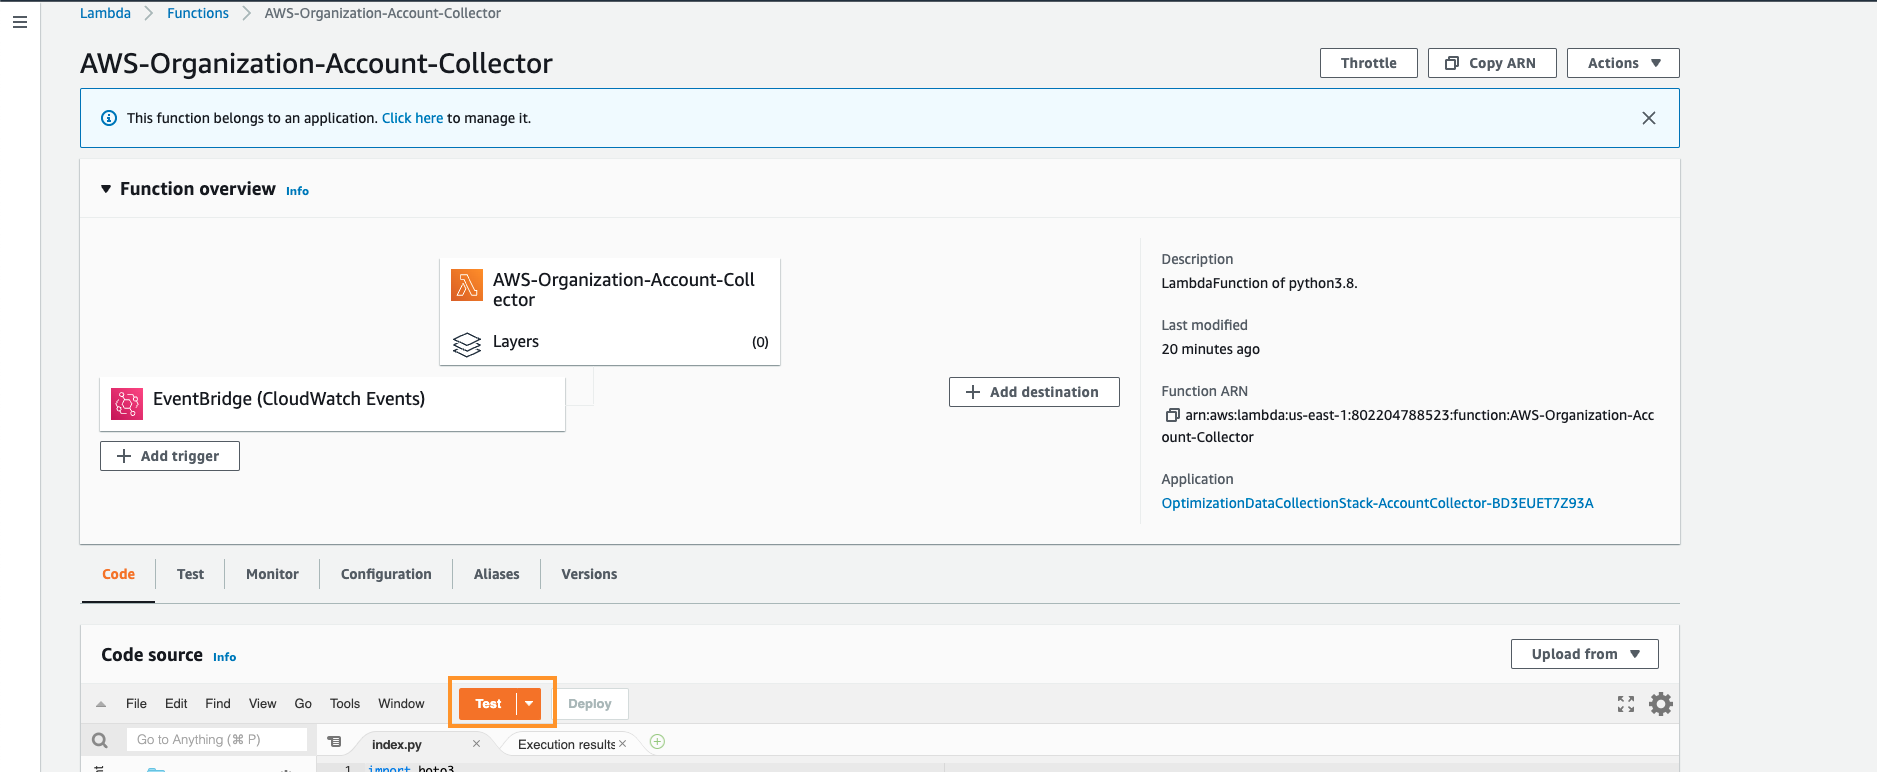 Lambda
Functions
AWS-Organization-Account-Collector
AWS-Organization-Account-Collector
Throttle
Copy ARN
Actions
This function belongs to an application. Click here to manage it.
Function overview Info
AWS-Organization-Account-Coll
ector
Layers
(0)
EventBridge (CloudWatch Events)
Add trigger
Add destination
Description
LambdaFunction of python3.8.
Last modified
20 minutes ago
Function ARN
arn:aws:lambda:us-east-1:802204788523:function:AWS-Organization-Acc
ount-Collector
Application
OptimizationDataCollectionStack-AccountCollector-BD3EUET7Z93A
Code
Test
Monitor
Configuration
Aliases
Versions
Code source Info
Upload from
File Edit Find View Go Tools Window
Test
Deploy
Go to Anything (⌘ P)
index.py
Execution results
1 import boto3